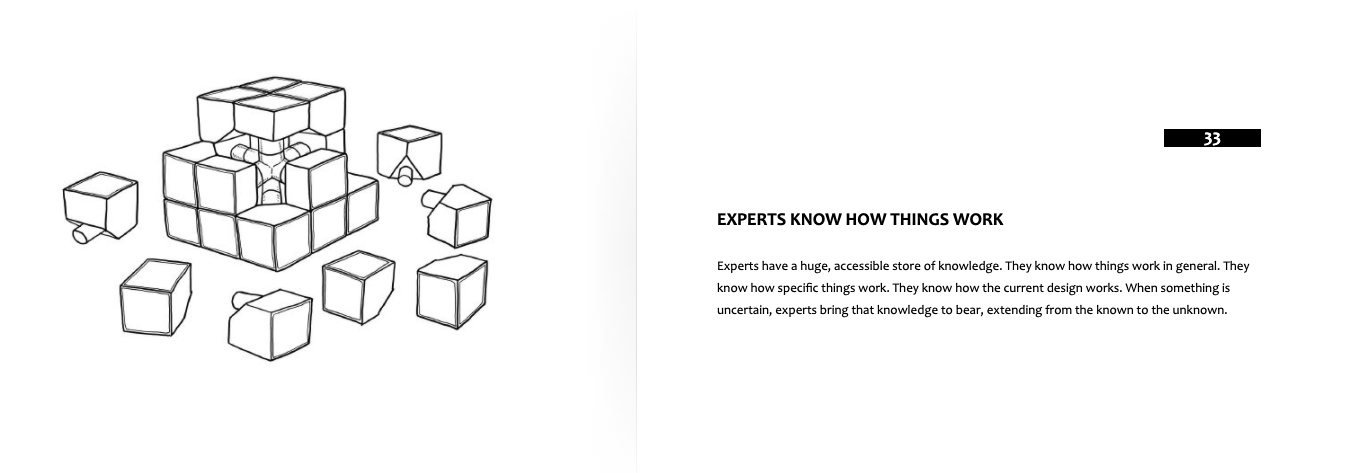 33
EXPERTS KNOW HOW THINGS WORK
Experts have a huge, accessible store of knowledge. They know how things work in general. They
know how specific things work. They know how the current design works. When something is
uncertain, experts bring that knowledge to bear, extending from the known to the unknown.